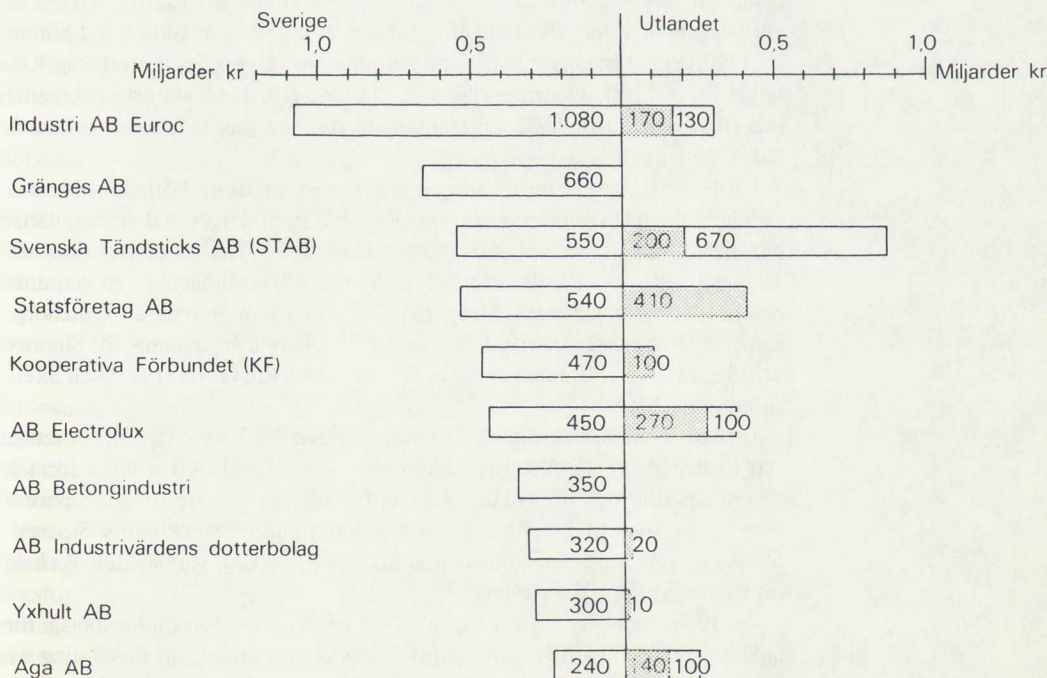 Sverige Utlandet
1,0 0,5 0,5 1,0
Miljarder kr Miljarder kr
Industri AB Euroc 1.080 170 130
Gränges AB 660
Svenska Tändsticks AB (STAB) 550 200 670
Statsföretag AB 540 410
Kooperativa Förbundet (KF) 470 100
AB Electrolux 450 270 100
AB Betongindustri 350
AB Industrivärdens dotterbolag 320 20
Yxhult AB 300 10
Aga AB 240 40 100